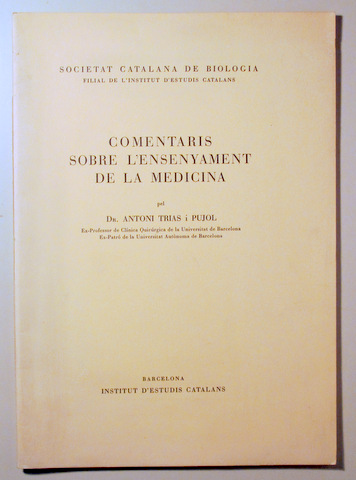 SOCIETAT CATALANA DE BIOLOGIA
FILIAL DE L'INSTITUT D'ESTUDIS CATALANS
COMENTARIS
SOBRE L'ENSENYAMENT
DE LA MEDICINA
pel
DR. ANTONI TRIAS i PUJOL
Ex-Professor de Clínica Quirúrgica de la Universitat de Barcelona
Ex-Patró de la Universitat Autònoma de Barcelona
BARCELONA
INSTITUT D'ESTUDIS CATALANS